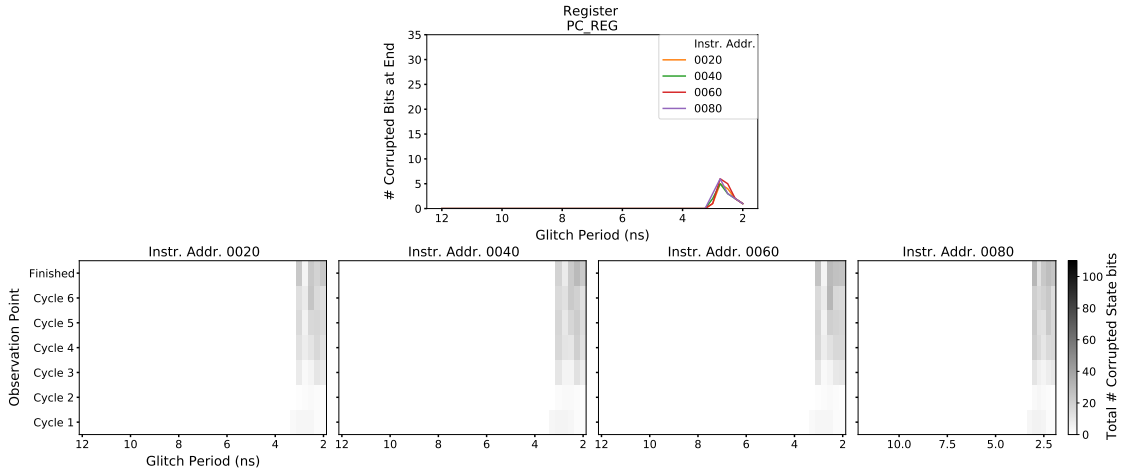 Register
PC_REG
35
30
25
20
15
10
5
0
# Corrupted Bits at End
Instr. Addr.
0020
0040
0060
0080
12 10 8 6 4 2
Glitch Period (ns)
Instr. Addr. 0020 Instr. Addr. 0040 Instr. Addr. 0060 Instr. Addr. 0080
Observation Point
Finished
Cycle 6
Cycle 5
Cycle 4
Cycle 3
Cycle 2
Cycle 1
12 10 8 6 4 2 12 10 8 6 4 2 12 10 8 6 4 2 10.0 7.5 5.0 2.5
Glitch Period (ns)
100
80
60
40
20
0
Total # Corrupted State bits